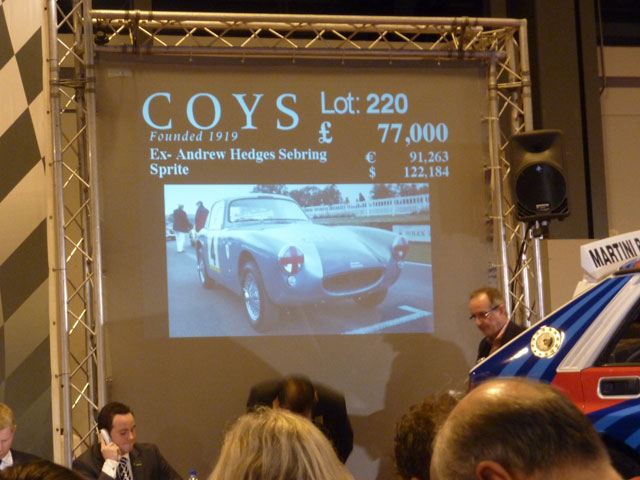 COYS
Founded 1919
Lot: 220
£ 77,000
Ex- Andrew Hedges Sebring
Sprite
€ 91,263
$ 122,184
4
MARTINI